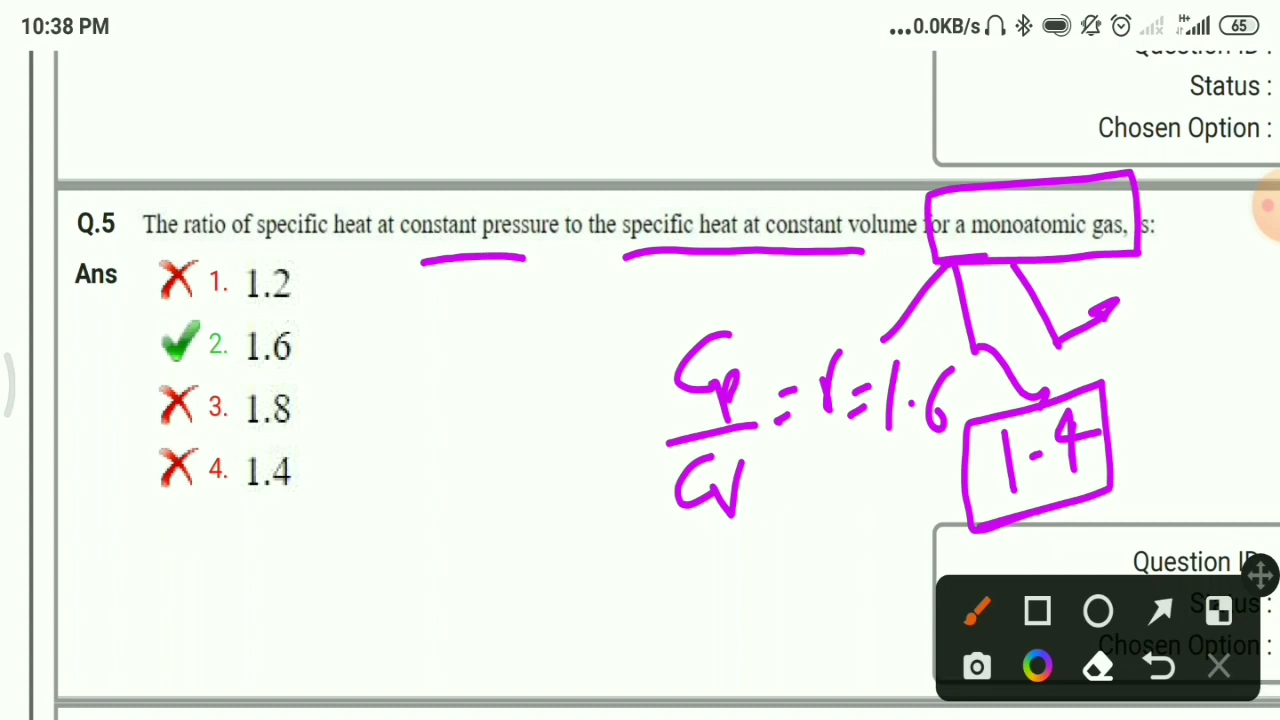 10:38 PM
...0.0KB/s H+ 65
Status :
Chosen Option :
Q.5 The ratio of specific heat at constant pressure to the specific heat at constant volume for a monoatomic gas, is:
Ans
1. 1.2
2. 1.6
3. 1.8
4. 1.4
Cp
Cv
= r = 1.6
1.4
Question ID
Status :
Chosen Option :